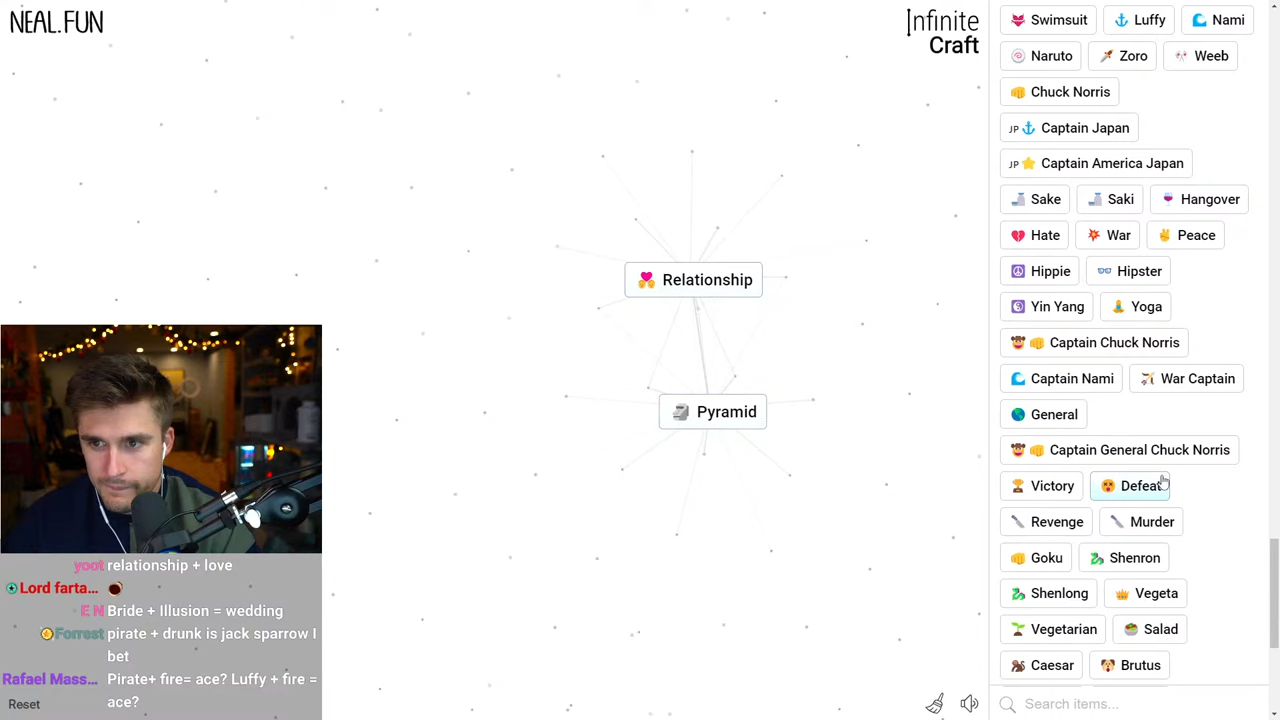 NEAL.FUN
Infinite
Craft
Relationship
Pyramid
Swimsuit Luffy Nami
Naruto Zoro Weeb
Chuck Norris
JP Captain Japan
JP Captain America Japan
Sake Saki Hangover
Hate War Peace
Hippie Hipster
Yin Yang Yoga
Captain Chuck Norris
Captain Nami War Captain
General
Captain General Chuck Norris
Victory Defeat
Revenge Murder
Goku Shenron
Shenlong Vegeta
Vegetarian Salad
Caesar Brutus
Search items...
yoot relationship + love
Lord farta...
E N Bride + Illusion = wedding
Forrest pirate + drunk is jack sparrow I
bet
Rafael Mass... Pirate+ fire= ace? Luffy + fire =
ace?
Reset